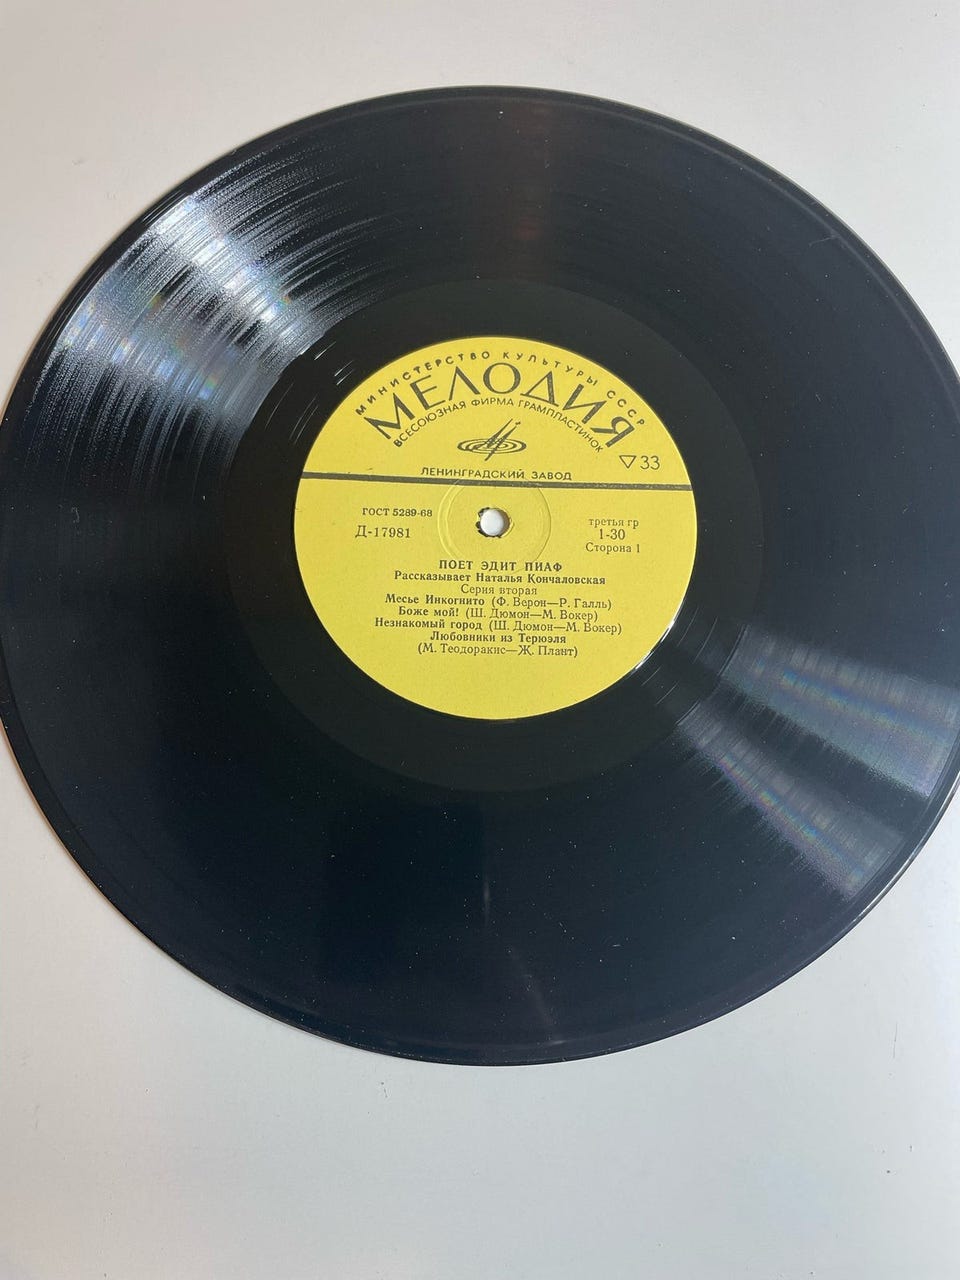 МИНИСТЕРСТВО КУЛЬТУРЫ СССР
МЕЛОДИЯ
ВСЕСОЮЗНАЯ ФИРМА ГРАМПЛАСТИНОК
▽33
ЛЕНИНГРАДСКИЙ ЗАВОД
ГОСТ 5289-68
Д-17981
третья гр
1-30
Сторона 1
ПОЕТ ЭДИТ ПИАФ
Рассказывает Наталья Кончаловская
Серия вторая
Месье Инкогнито (Ф. Верон—Р. Галль)
Боже мой! (Ш. Дюмон—М. Вокер)
Незнакомый город (Ш. Дюмон—М. Вокер)
Любовники из Терюэля
(М. Теодоракис—Ж. Плант)